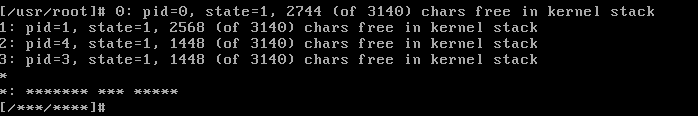 [/usr/root]# 0: pid=0, state=1, 2744 (of 3140) chars free in kernel stack
1: pid=1, state=1, 2568 (of 3140) chars free in kernel stack
2: pid=4, state=1, 1448 (of 3140) chars free in kernel stack
3: pid=3, state=1, 1448 (of 3140) chars free in kernel stack
*
*: ******* *** *****
[/***/****]#